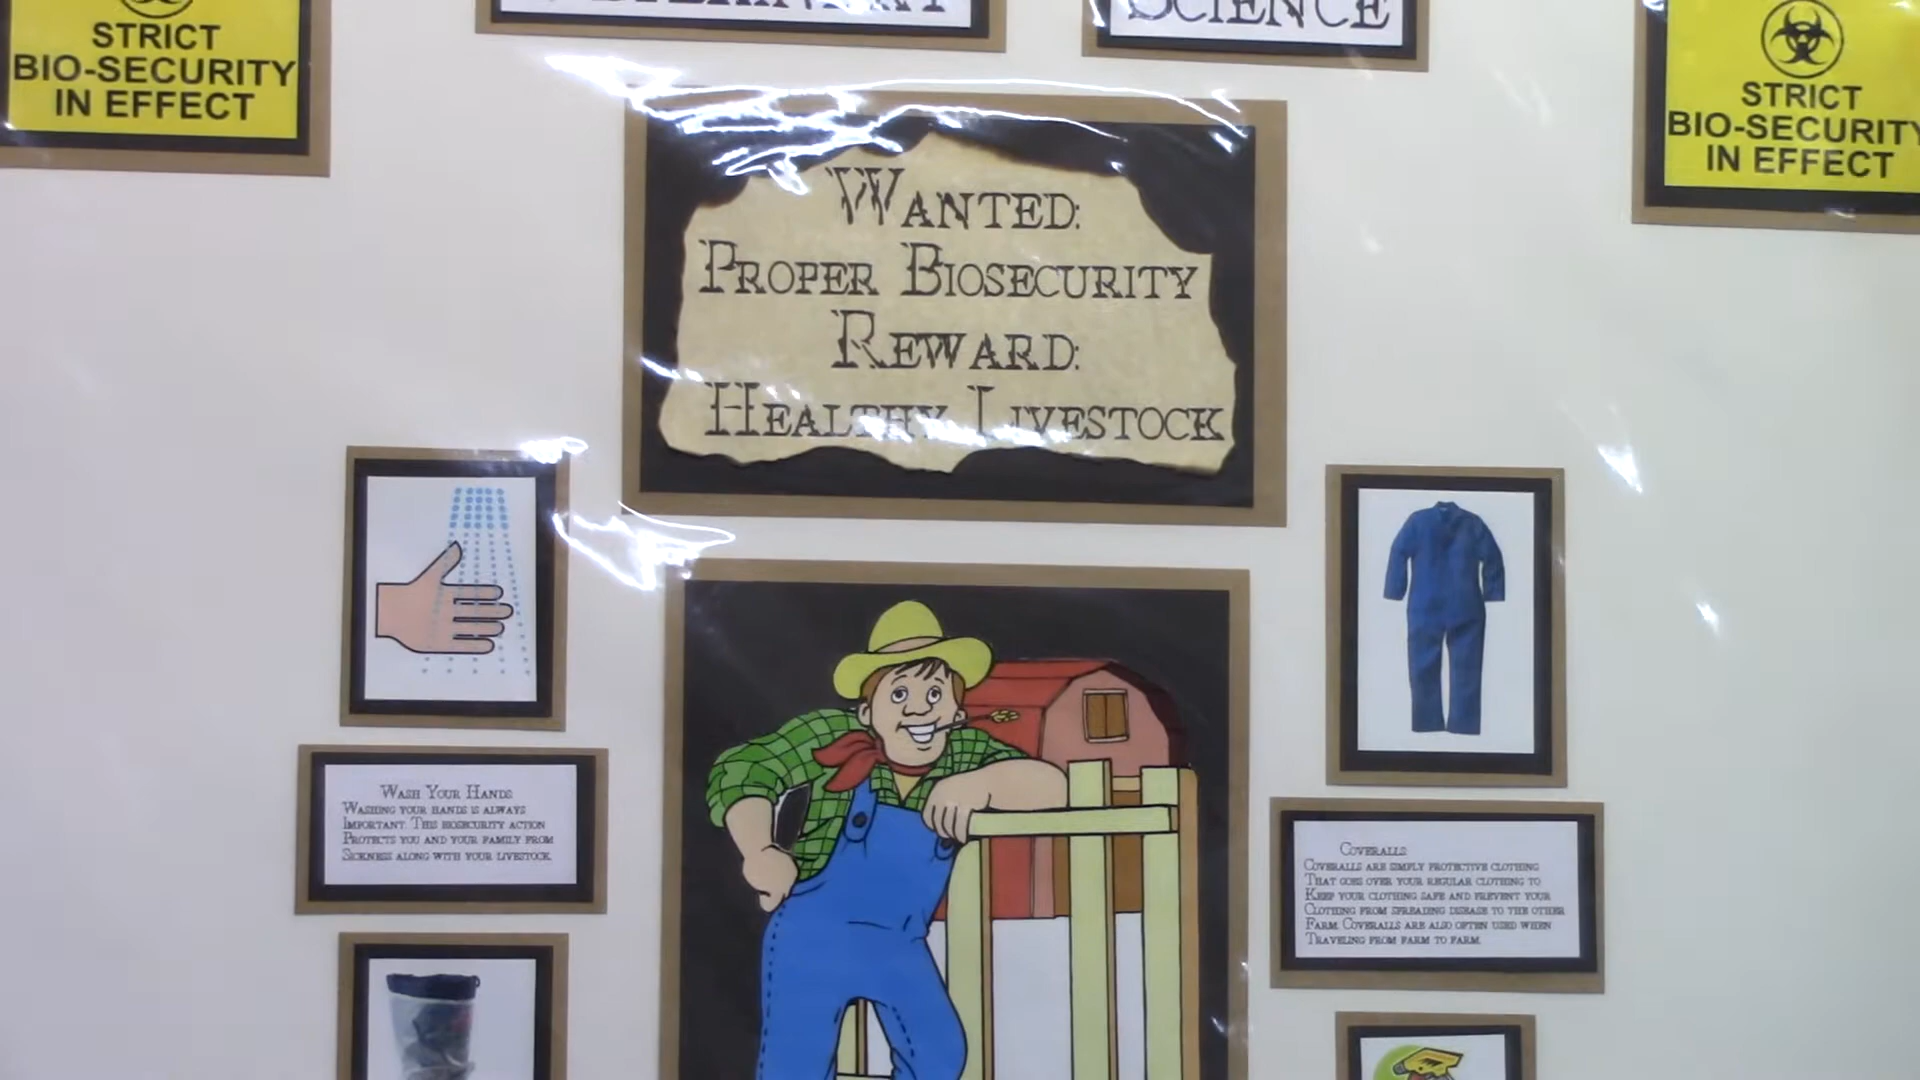 STRICT
BIO-SECURITY
IN EFFECT
SCIENCE
STRICT
BIO-SECURITY
IN EFFECT
WANTED:
PROPER BIOSECURITY
REWARD:
HEALTHY LIVESTOCK
WASH YOUR HANDS
WASHING YOUR HANDS IS ALWAYS
IMPORTANT. THIS BIOSECURITY ACTION
PROTECTS YOU AND YOUR FAMILY FROM
SICKNESS ALONG WITH YOUR LIVESTOCK.
COVERALLS:
COVERALLS ARE SIMPLY PROTECTIVE CLOTHING
THAT GOES OVER YOUR REGULAR CLOTHING TO
KEEP YOUR CLOTHING SAFE AND PREVENT YOUR
CLOTHING FROM SPREADING DISEASE TO THE OTHER
FARM. COVERALLS ARE ALSO OFTEN USED WHEN
TRAVELING FROM FARM TO FARM.